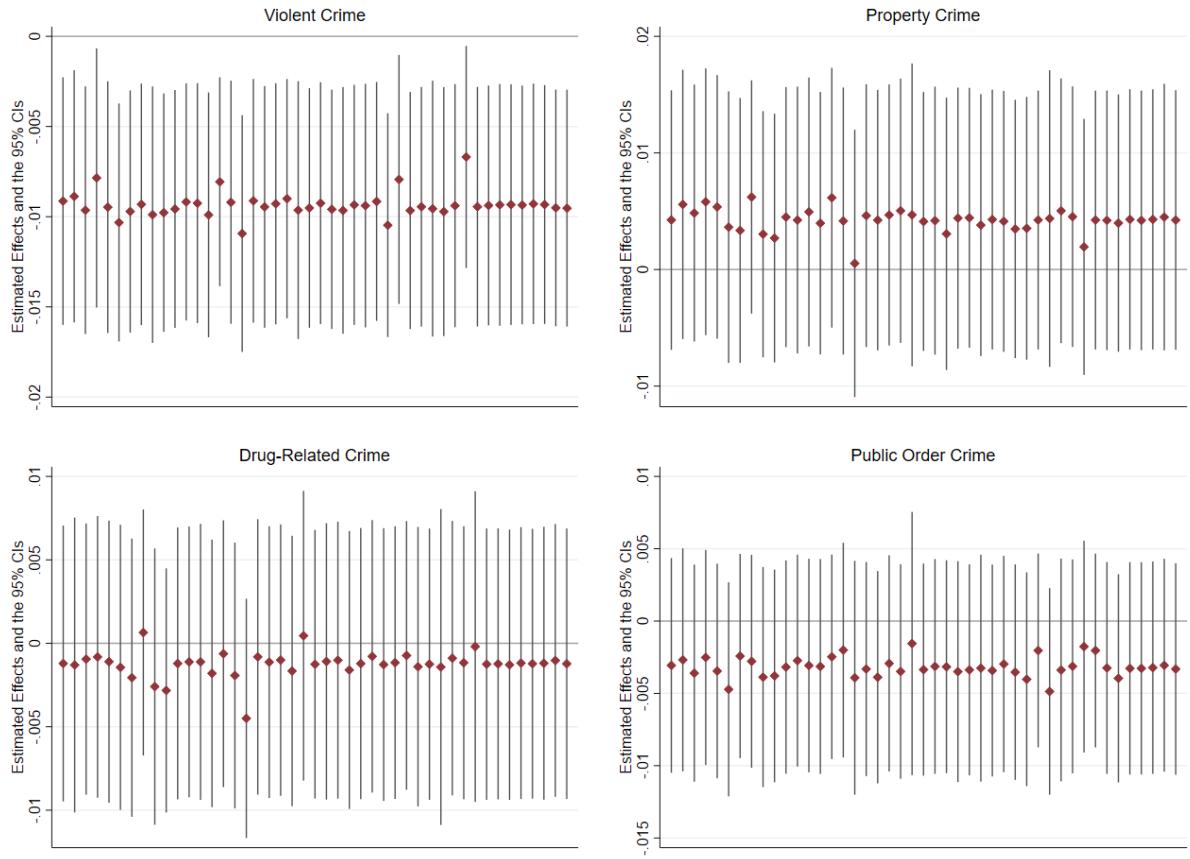 Violent Crime
Estimated Effects and the 95% CIs
0
-.005
-.01
-.015
-.02
Property Crime
Estimated Effects and the 95% CIs
.02
.01
0
-.01
Drug-Related Crime
Estimated Effects and the 95% CIs
.01
.005
0
-.005
-.01
Public Order Crime
Estimated Effects and the 95% CIs
.01
.005
0
-.005
-.01
-.015